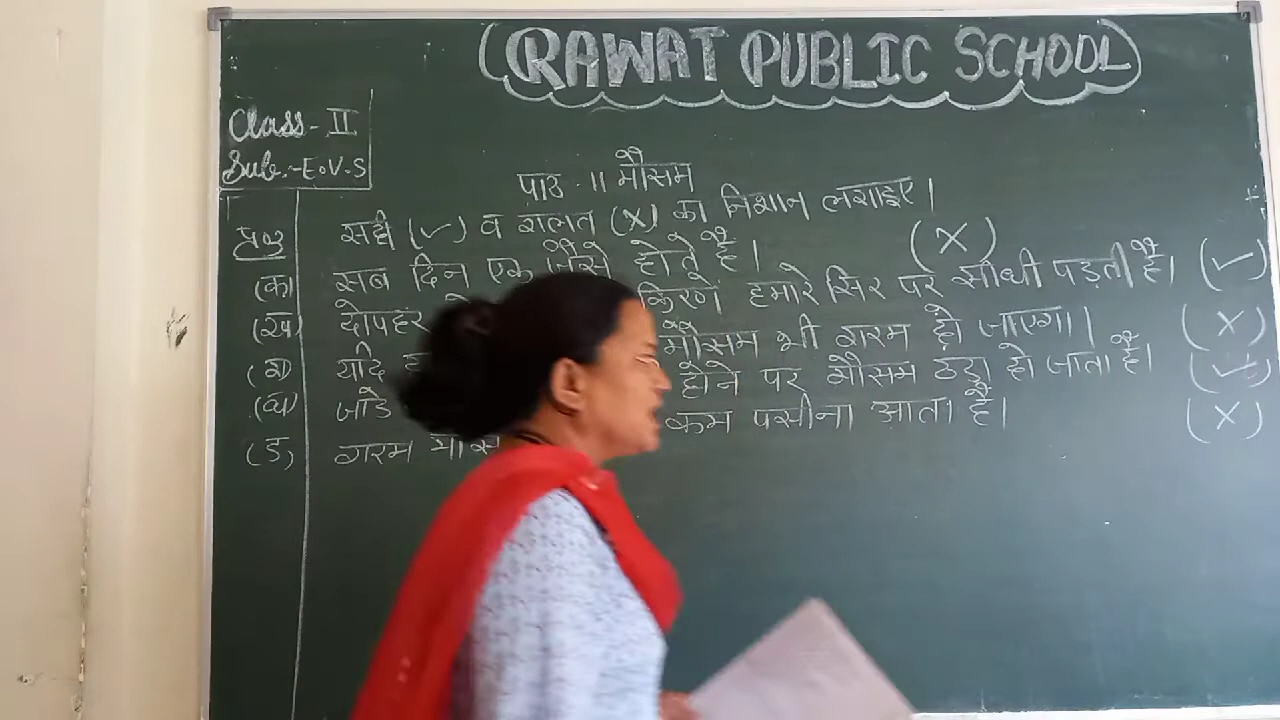 RAWAT PUBLIC SCHOOL
Class- II
Sub.-E.V.S
पाठ 11 मौसम
सही (✓) व गलत (X) का निशान लगाइए।
(क) सब दिन एक जैसे होते हैं। (X)
(ख) दोपहर किरणें हमारे सिर पर सीधी पड़ती हैं। (✓)
(ग) यदि मौसम भी गरम हो जाएगा। (X)
(घ) जाड़े होने पर मौसम ठंडा हो जाता है। (✓)
(ङ) गरम कम पसीना आता है। (X)